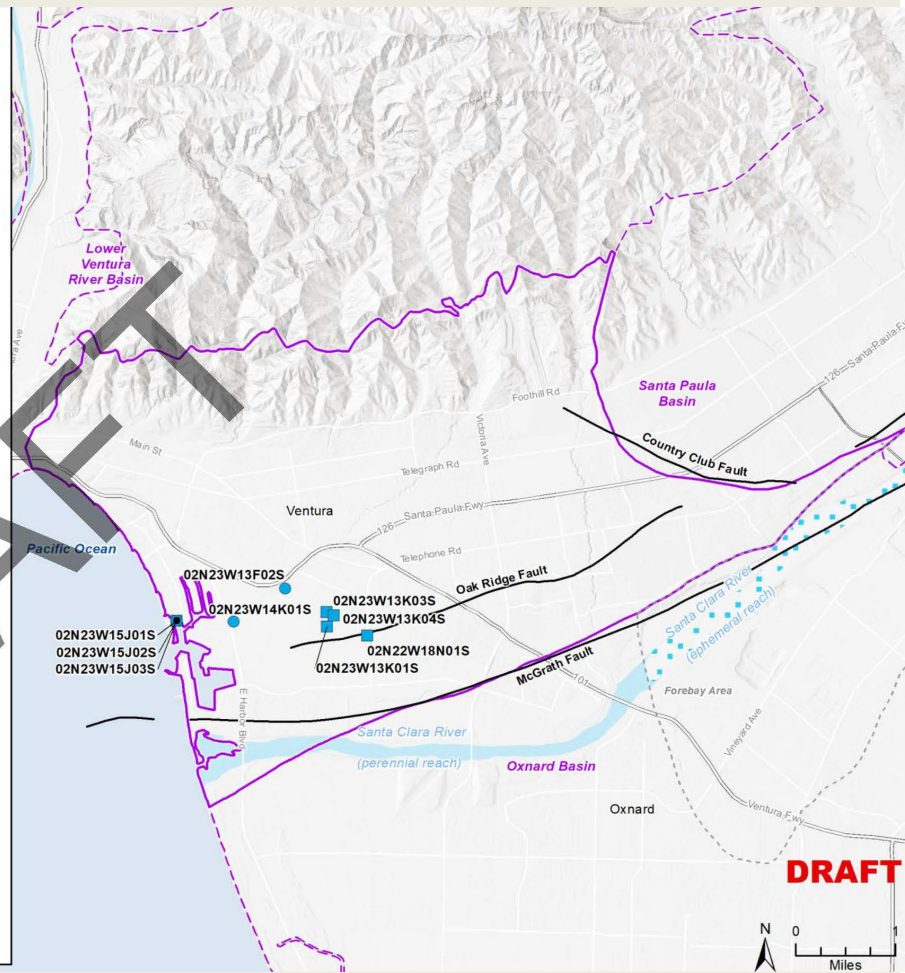 Lower
Ventura
River Basin
Foothill Rd
Santa Paula
Basin
126
Main St
Victoria Ave
Country Club Fault
Telegraph Rd
Ventura
126
Santa-Paula-Fwy
Pacific Ocean
Telephone Rd
02N23W13F02S
Oak Ridge Fault
02N23W14K01S
02N23W13K03S
02N23W13K04S
02N23W15J01S
02N23W15J02S
02N23W15J03S
02N22W18N01S
02N23W13K01S
Santa Clara River
(ephemeral reach)
McGrath Fault
101
Forebay Area
E Harbor Blvd
Vineyard Ave
Santa Clara River
(perennial reach)
Oxnard Basin
Oxnard
Ventura Fwy
DRAFT
N
0
1
Miles